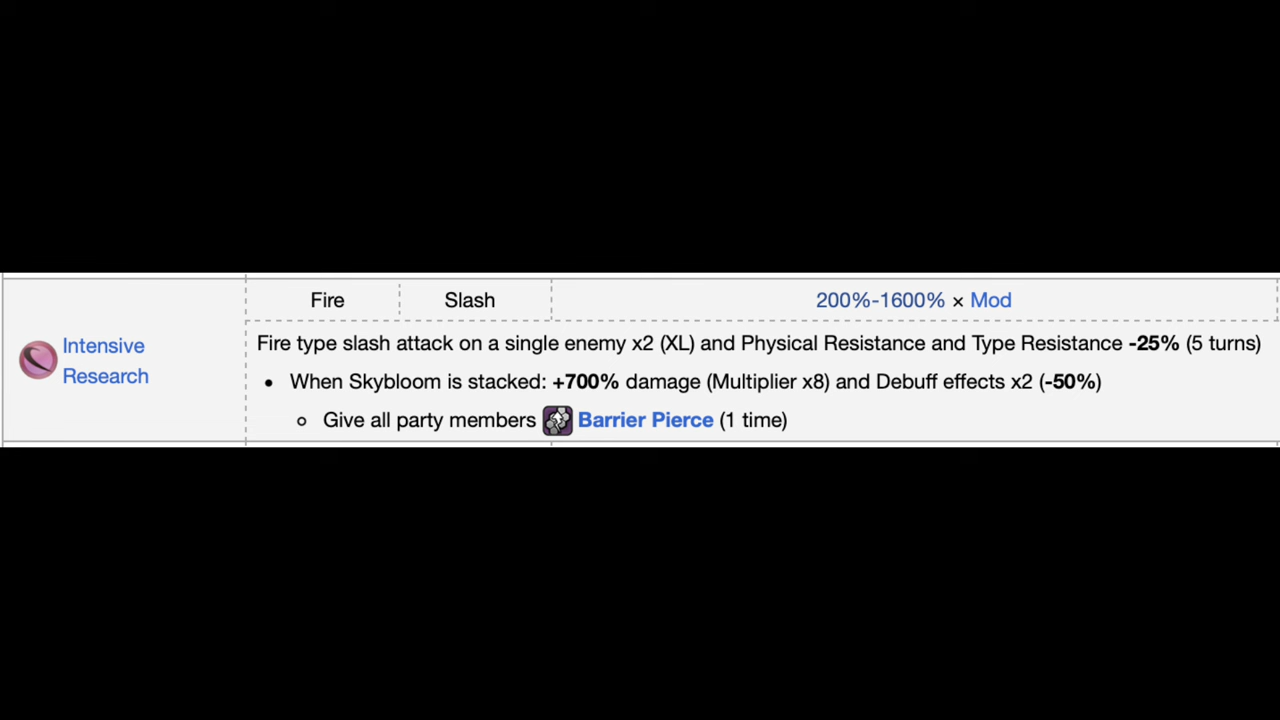 Intensive
Research
Fire
Slash
200%-1600% × Mod
Fire type slash attack on a single enemy x2 (XL) and Physical Resistance and Type Resistance -25% (5 turns)
• When Skybloom is stacked: +700% damage (Multiplier x8) and Debuff effects x2 (-50%)
○ Give all party members Barrier Pierce (1 time)